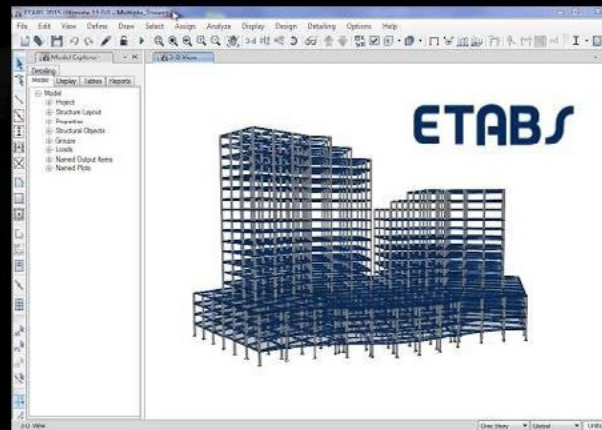 ETABS 2015 Ultimate 15.0.0 - Multiple_Towers
File Edit View Define Draw Select Assign Analyze Display Design Detailing Options Help
Model Explorer
3-D View
Detailing
Model Display Tables Reports
Model
Project
Structure Layout
Properties
Structural Objects
Groups
Loads
Named Output Items
Named Plots
ETABS
3-D View
One Story Global Units